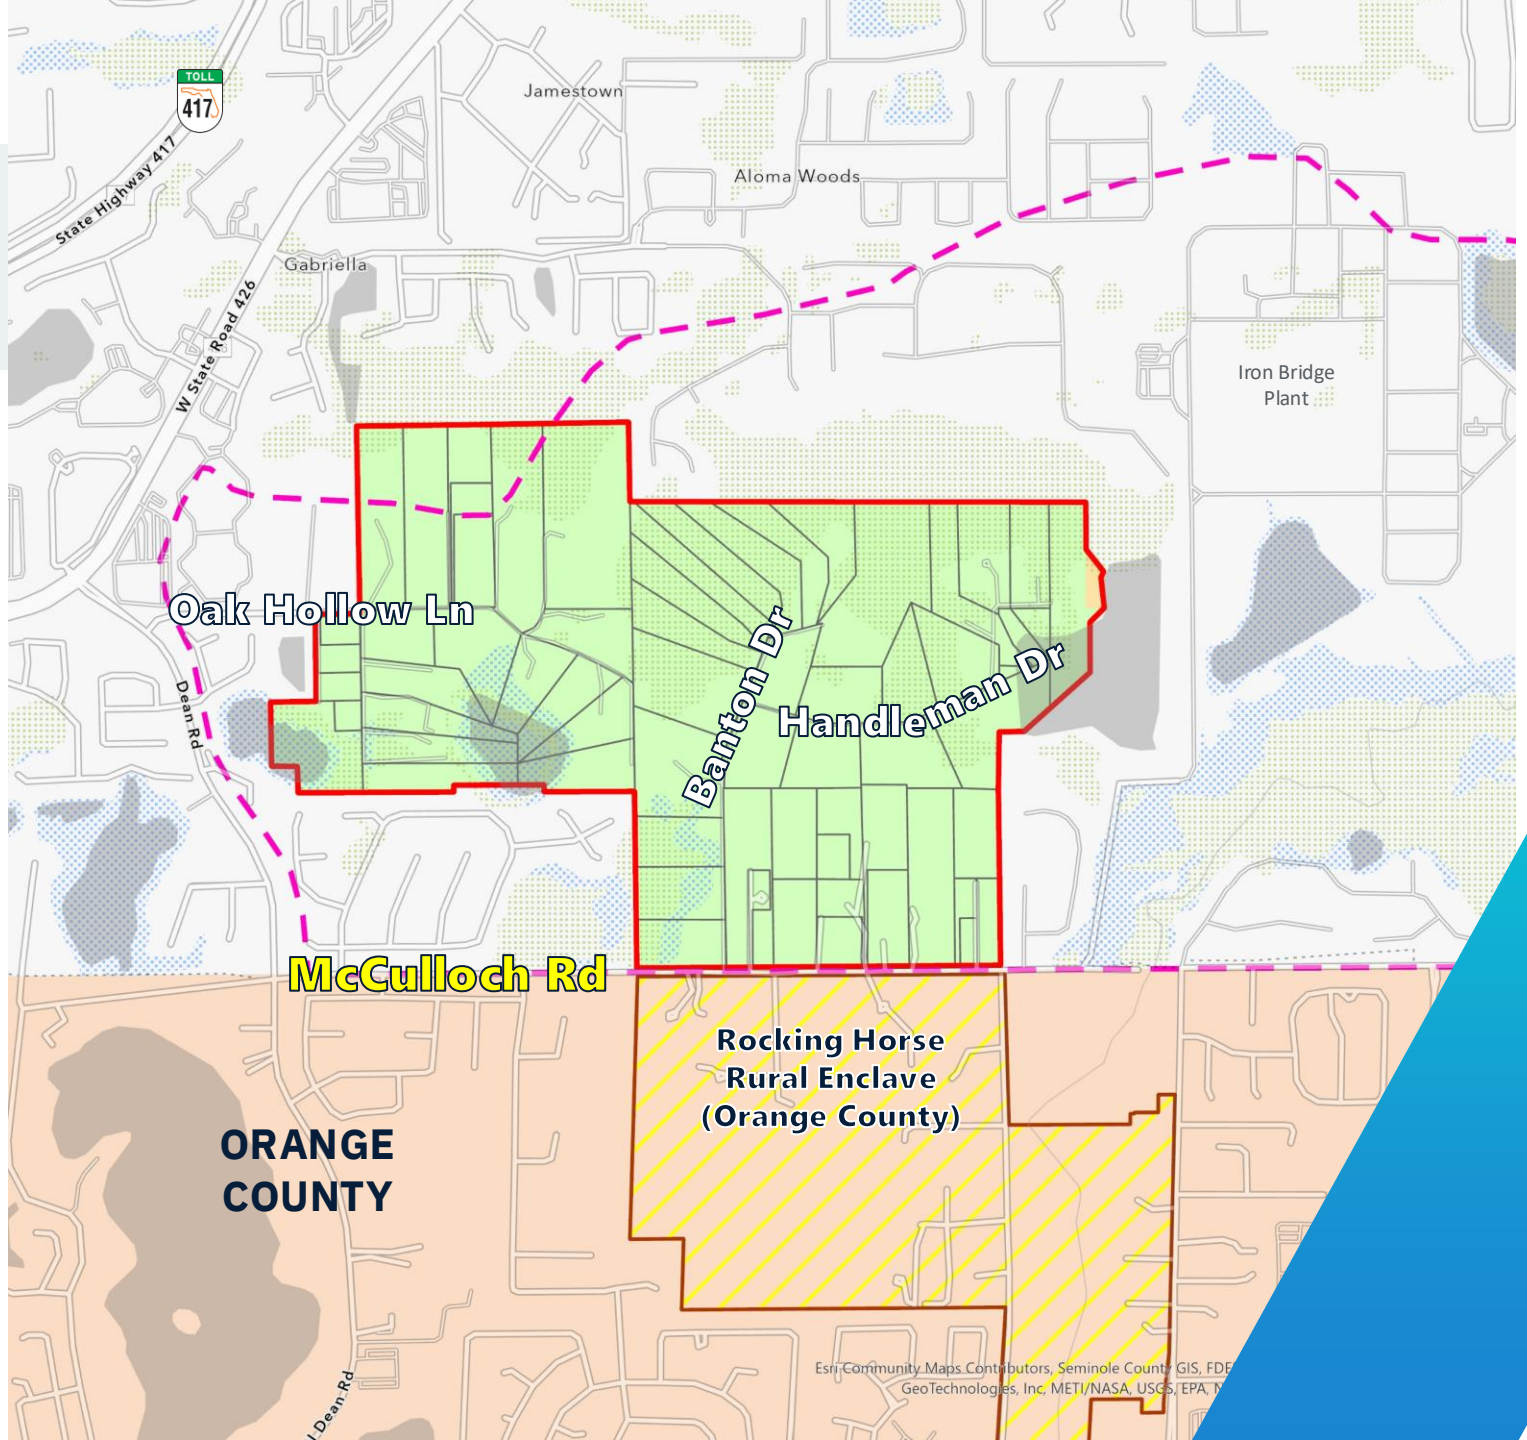 TOLL
417
Jamestown
State Highway 417
Aloma Woods
Gabriella
W State Road 426
Iron Bridge
Plant
Oak Hollow Ln
Dean Rd
Banton Dr
Handleman Dr
McCulloch Rd
Rocking Horse
Rural Enclave
(Orange County)
ORANGE
COUNTY
Esri Community Maps Contributors, Seminole County GIS,
GeoTechnologies, Inc, METI/NASA, USGS, EPA,
Dean Rd